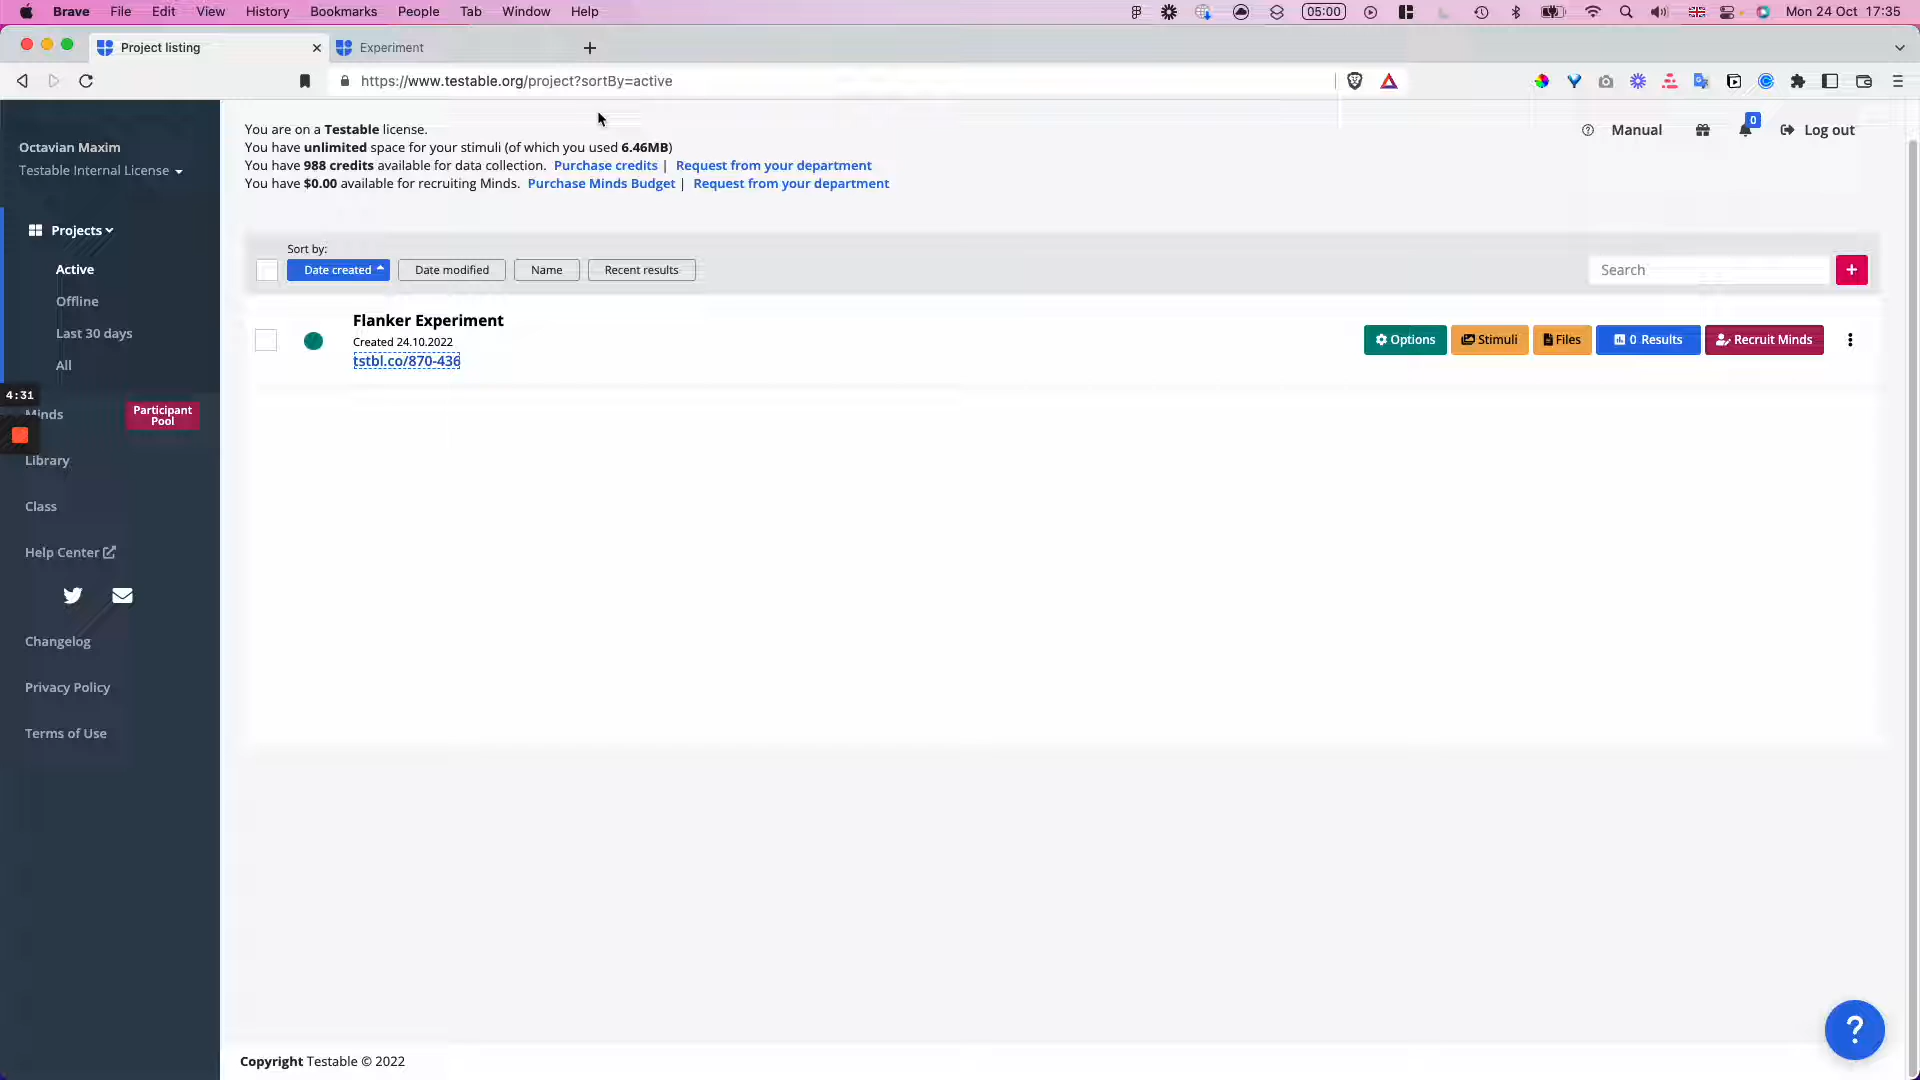 Brave File Edit View History Bookmarks People Tab Window Help 05:00 Mon 24 Oct 17:35
Project listing Experiment
https://www.testable.org/project?sortBy=active
Octavian Maxim
Testable Internal License
Projects
Active
Offline
Last 30 days
All
4:31
Minds
Participant
Pool
Library
Class
Help Center
Changelog
Privacy Policy
Terms of Use
You are on a Testable license.
You have unlimited space for your stimuli (of which you used 6.46MB)
You have 988 credits available for data collection. Purchase credits | Request from your department
You have $0.00 available for recruiting Minds. Purchase Minds Budget | Request from your department
0
Manual Log out
Sort by:
Date created Date modified Name Recent results Search +
Flanker Experiment
Created 24.10.2022
tstbl.co/870-436
Options Stimuli Files 0 Results Recruit Minds
?
Copyright Testable © 2022